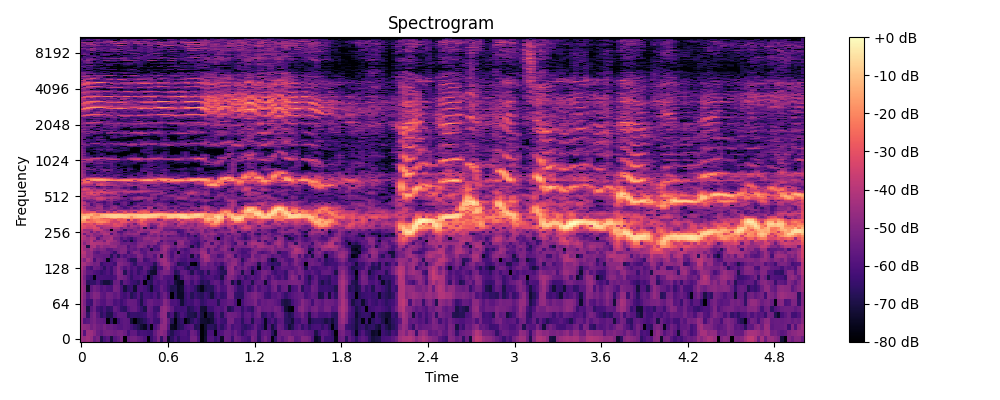 Spectrogram
8192
4096
2048
1024
512
256
128
64
0
Frequency
0 0.6 1.2 1.8 2.4 3 3.6 4.2 4.8
Time
+0 dB
-10 dB
-20 dB
-30 dB
-40 dB
-50 dB
-60 dB
-70 dB
-80 dB